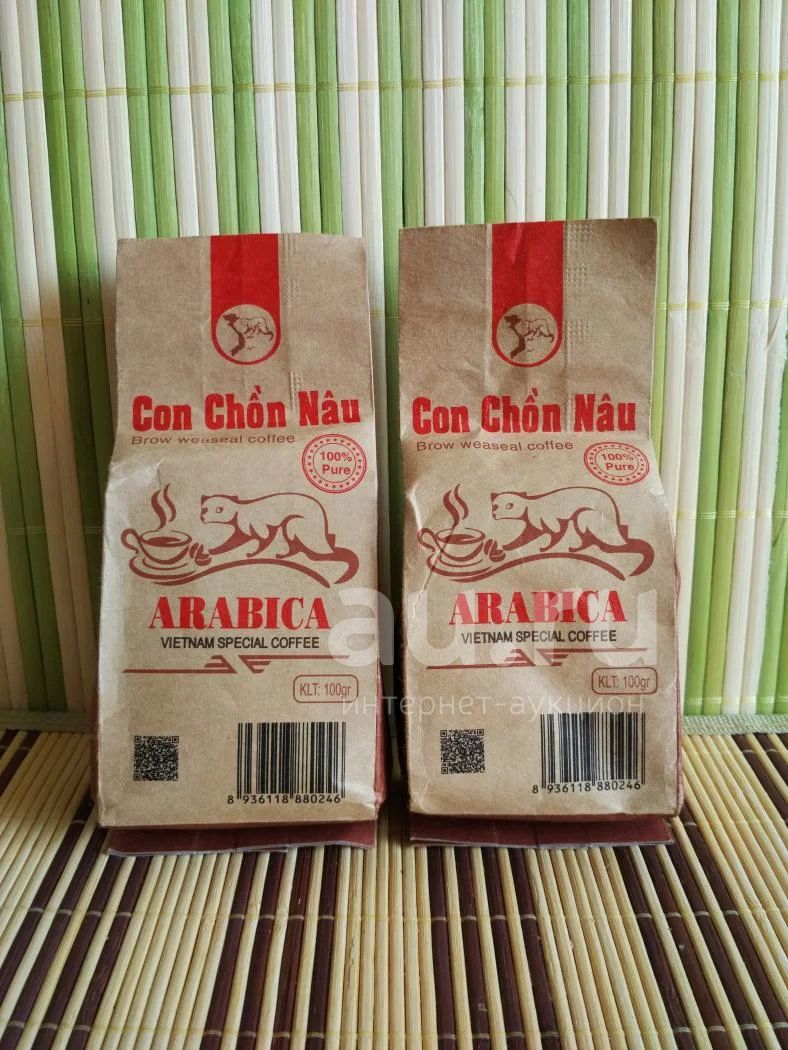 Con Chồn Nâu
Brow weaseal coffee
100%
Pure
ARABICA
VIETNAM SPECIAL COFFEE
KLT: 100gr
8 936118 880246
Con Chồn Nâu
Brow weaseal coffee
100%
Pure
ARABICA
VIETNAM SPECIAL COFFEE
KLT: 100gr
8 936118 880246
au.ru
интернет-аукцион